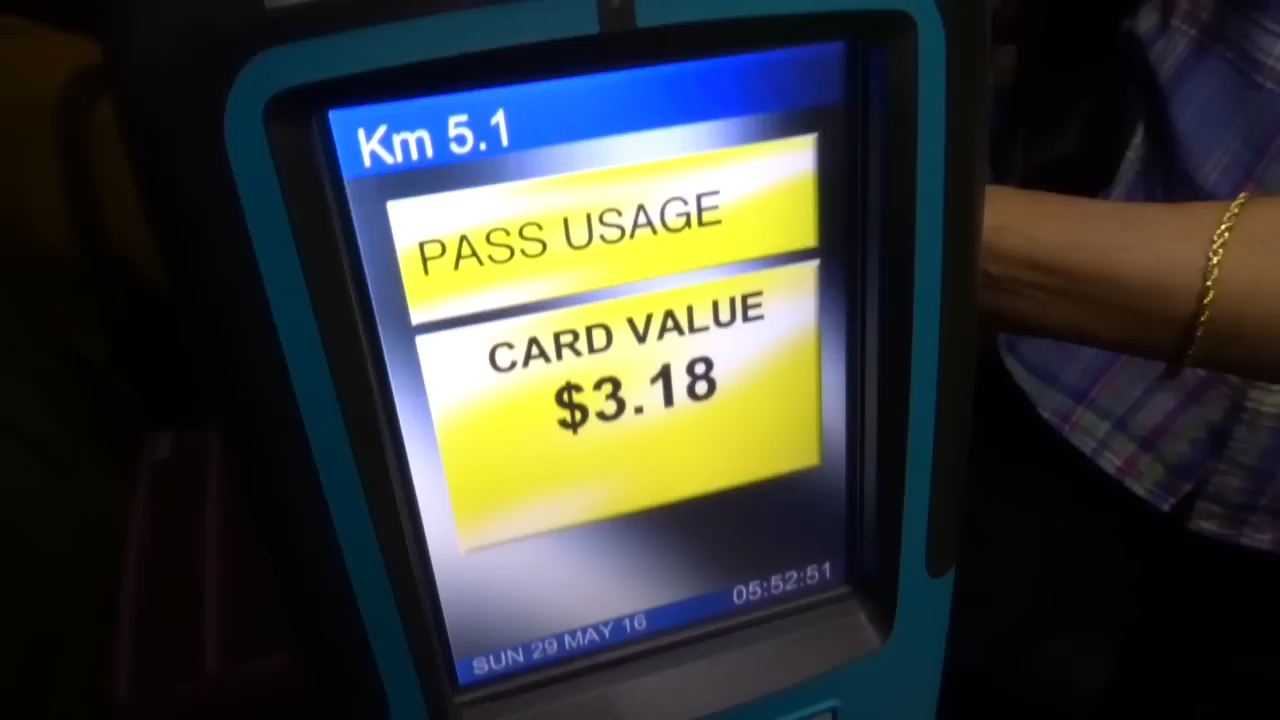 Km 5.1
PASS USAGE
CARD VALUE
$3.18
SUN 29 MAY 16 05:52:51